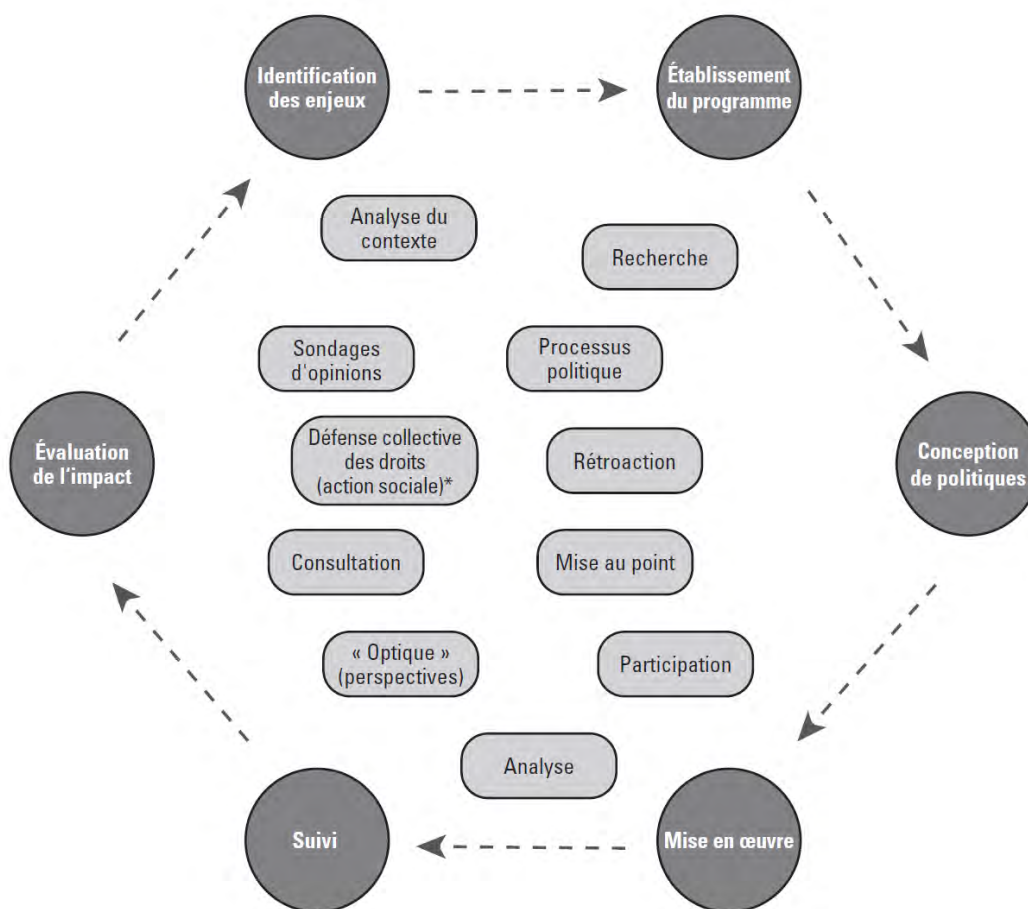 Identification
des enjeux
Établissement
du programme
Analyse du
contexte
Recherche
Sondages
d'opinions
Processus
politique
Évaluation
de l'impact
Défense collective
des droits
(action sociale)*
Rétroaction
Conception
de politiques
Consultation
Mise au point
« Optique »
(perspectives)
Participation
Analyse
Suivi
Mise en œuvre